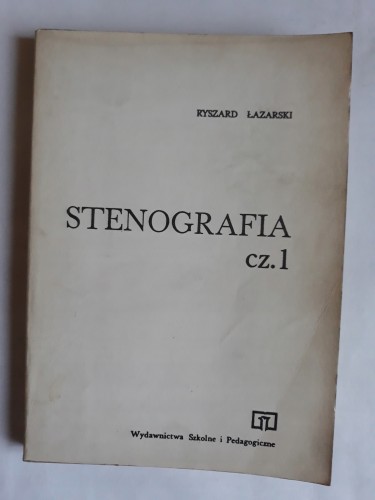 RYSZARD ŁAZARSKI
STENOGRAFIA
cz.1
Wydawnictwa Szkolne i Pedagogiczne